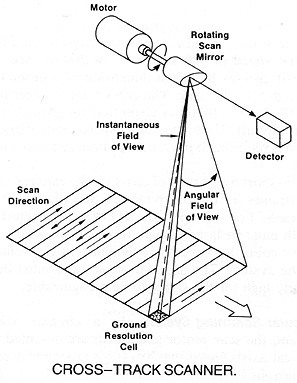 Motor
Rotating
Scan
Mirror
Instantaneous
Field
of View
Detector
Scan
Direction
Angular
Field
of View
Ground
Resolution
Cell
CROSS-TRACK SCANNER.